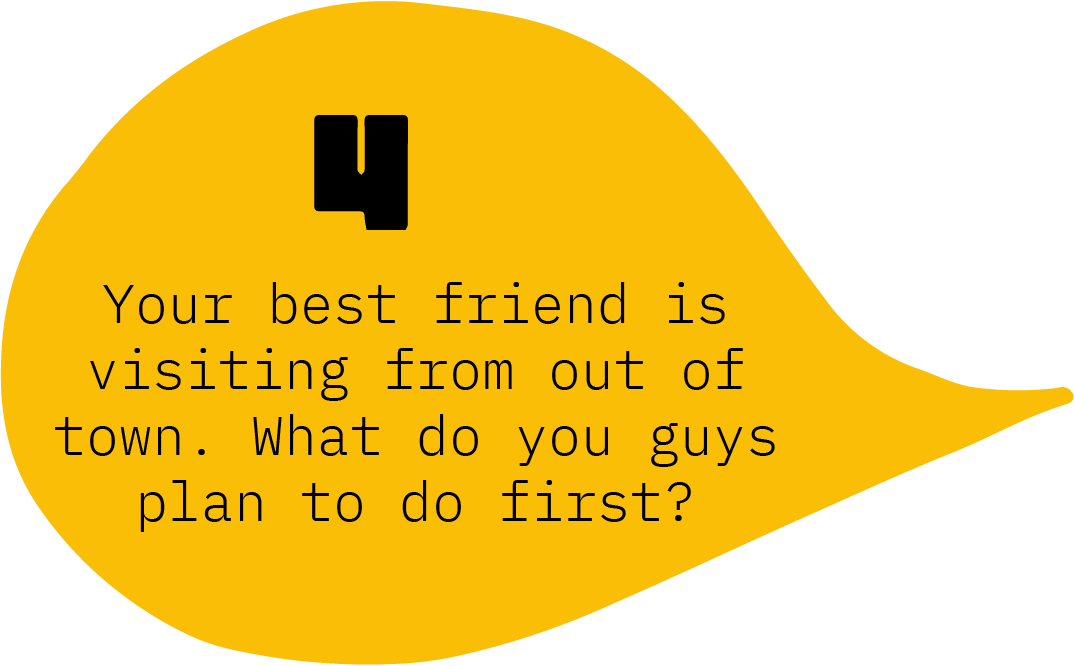 4
Your best friend is
visiting from out of
town. What do you guys
plan to do first?